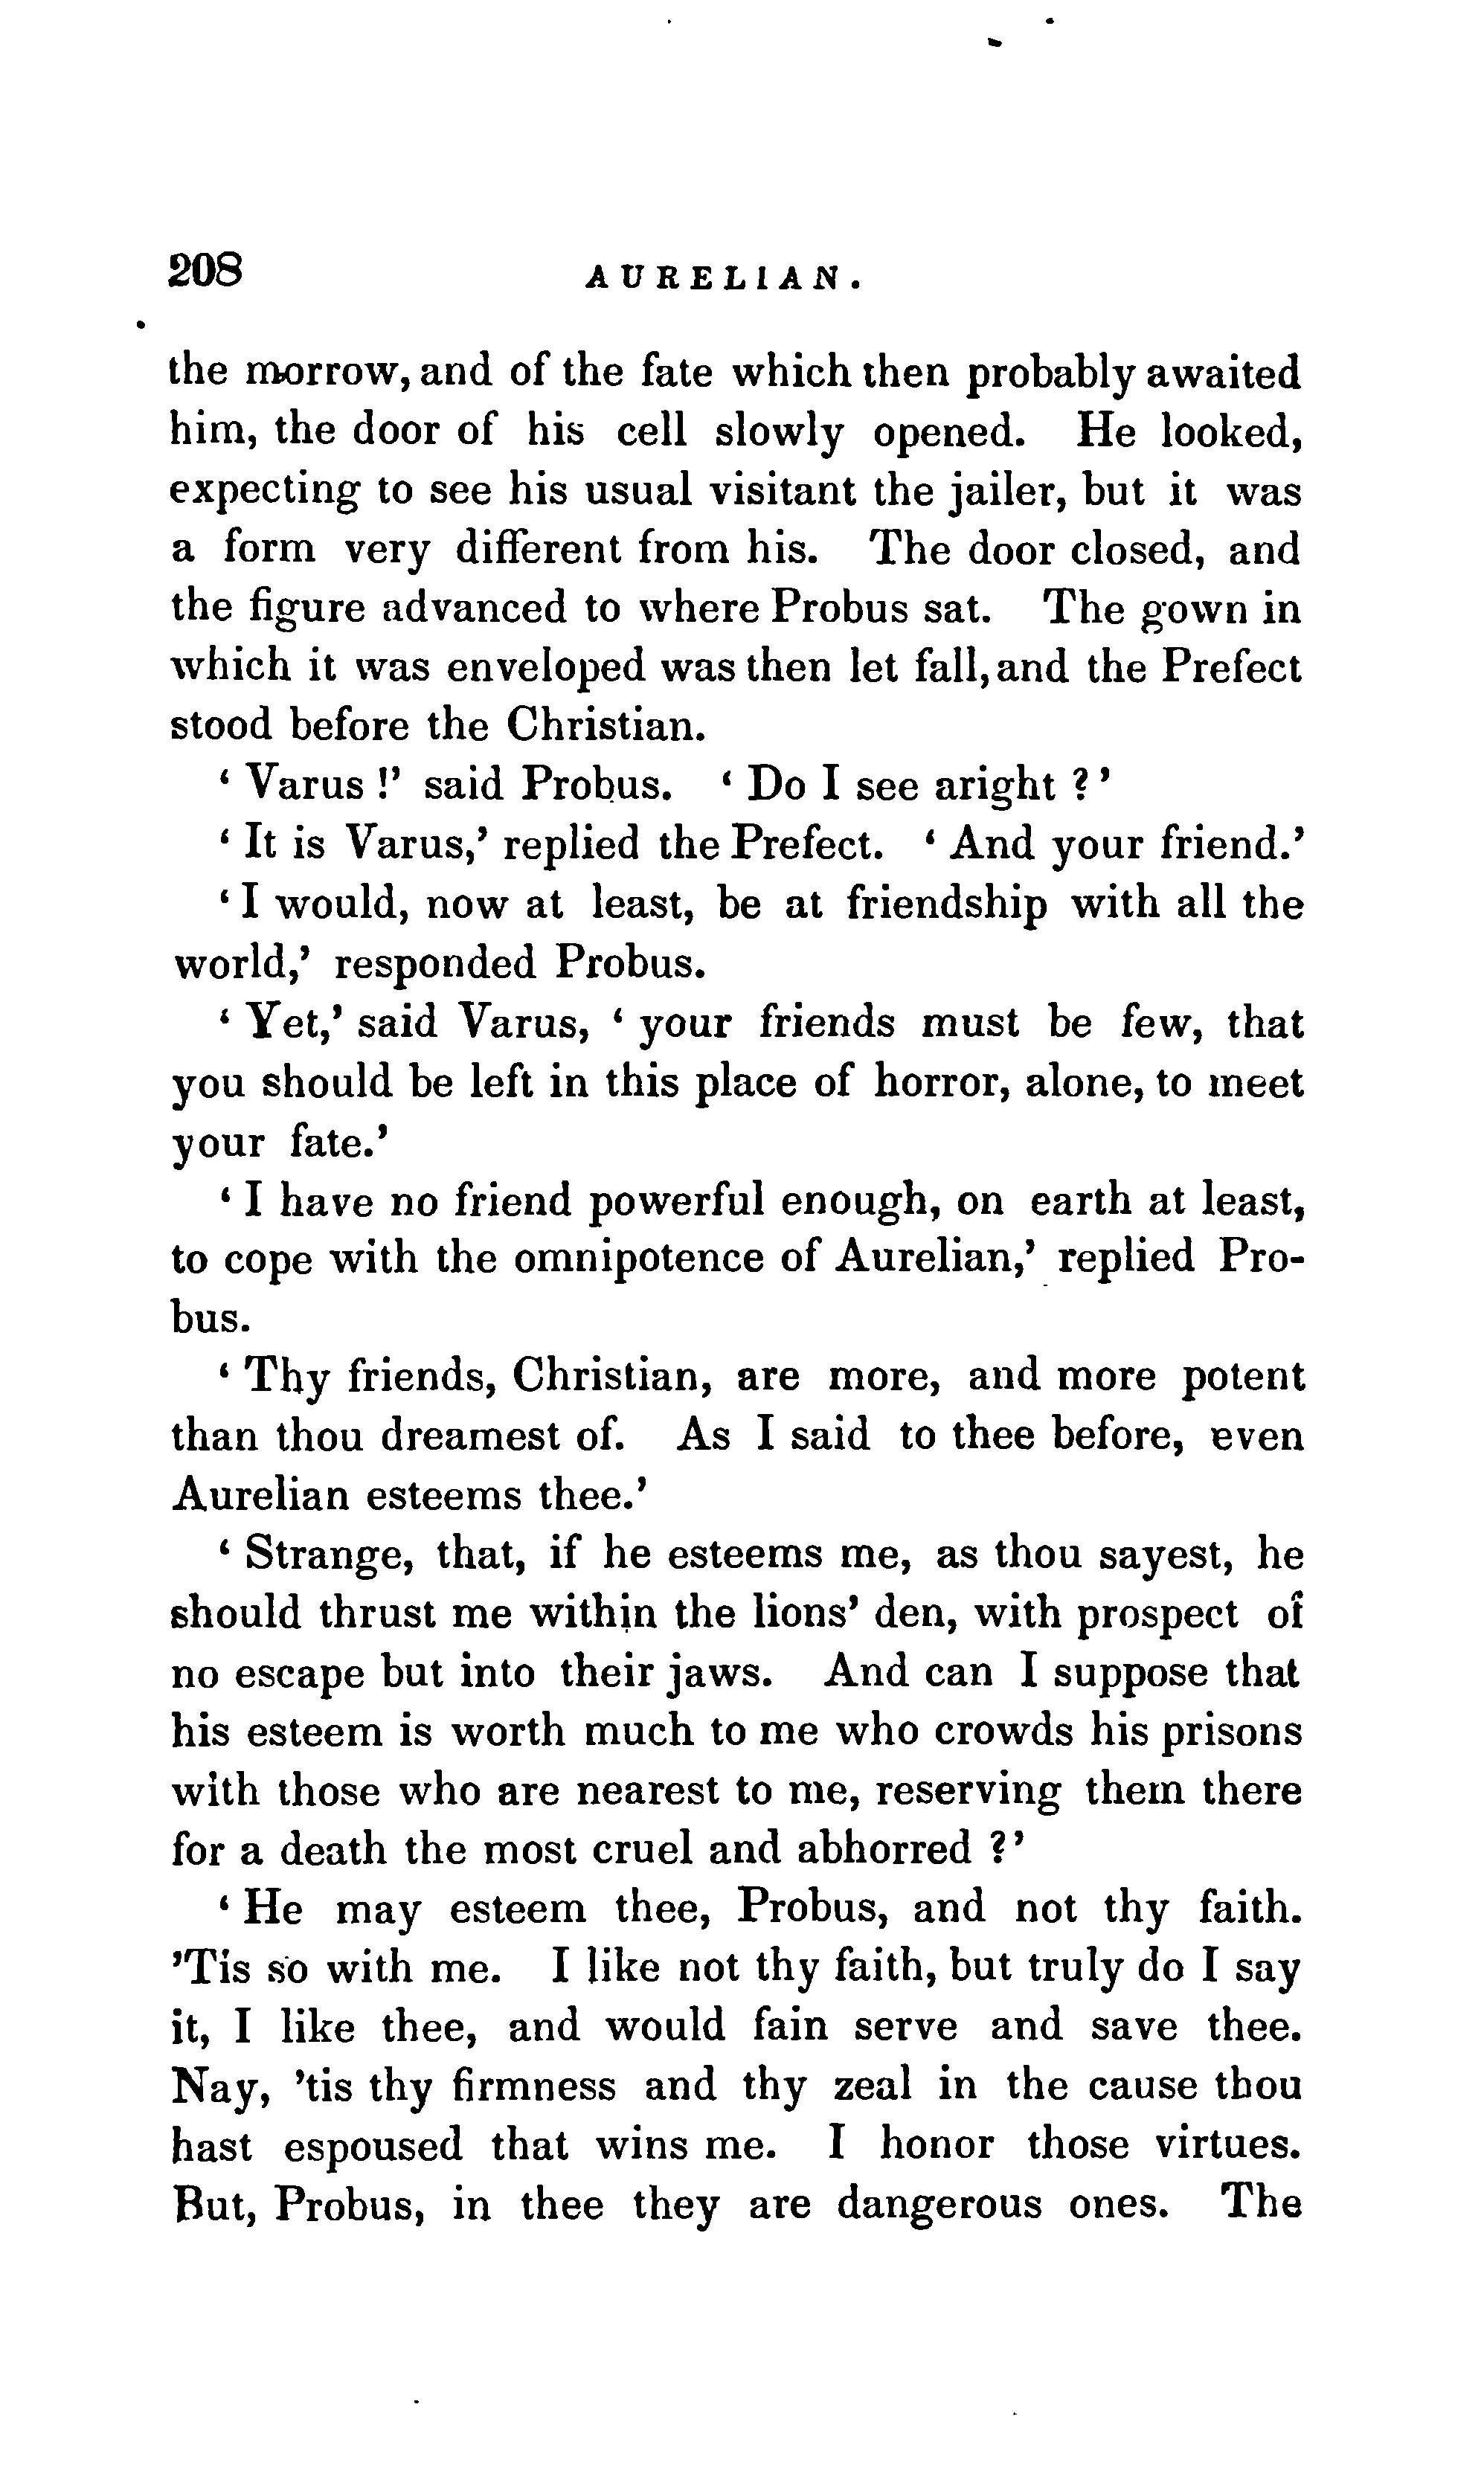 208 AURELIAN.
the morrow, and of the fate which then probably awaited
him, the door of his cell slowly opened. He looked,
expecting to see his usual visitant the jailer, but it was
a form very different from his. The door closed, and
the figure advanced to where Probus sat. The gown in
which it was enveloped was then let fall, and the Prefect
stood before the Christian.
‘ Varus !’ said Probus. ‘ Do I see aright ? ’
‘ It is Varus,’ replied the Prefect. ‘ And your friend.’
‘ I would, now at least, be at friendship with all the
world,’ responded Probus.
‘ Yet,’ said Varus, ‘ your friends must be few, that
you should be left in this place of horror, alone, to meet
your fate.’
‘ I have no friend powerful enough, on earth at least,
to cope with the omnipotence of Aurelian,’ replied Pro-
bus.
‘ Thy friends, Christian, are more, and more potent
than thou dreamest of. As I said to thee before, even
Aurelian esteems thee.’
‘ Strange, that, if he esteems me, as thou sayest, he
should thrust me within the lions’ den, with prospect of
no escape but into their jaws. And can I suppose that
his esteem is worth much to me who crowds his prisons
with those who are nearest to me, reserving them there
for a death the most cruel and abhorred ? ’
‘ He may esteem thee, Probus, and not thy faith.
’Tis so with me. I like not thy faith, but truly do I say
it, I like thee, and would fain serve and save thee.
Nay, ’tis thy firmness and thy zeal in the cause thou
hast espoused that wins me. I honor those virtues.
But, Probus, in thee they are dangerous ones. The